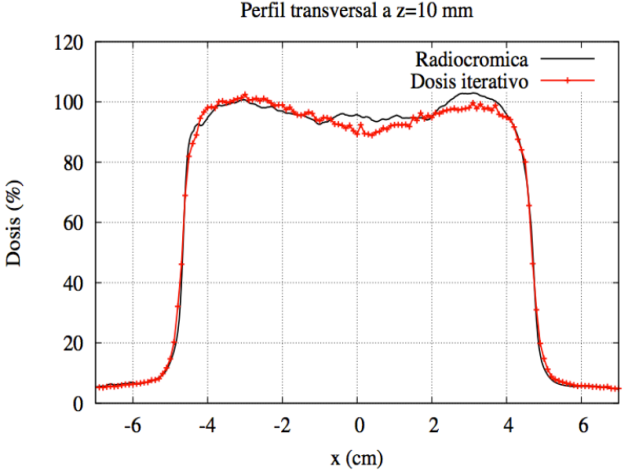 Perfil transversal a z=10 mm
120
100
80
60
40
20
0
Dosis (%)
Radiocromica
Dosis iterativo
-6 -4 -2 0 2 4 6
x (cm)